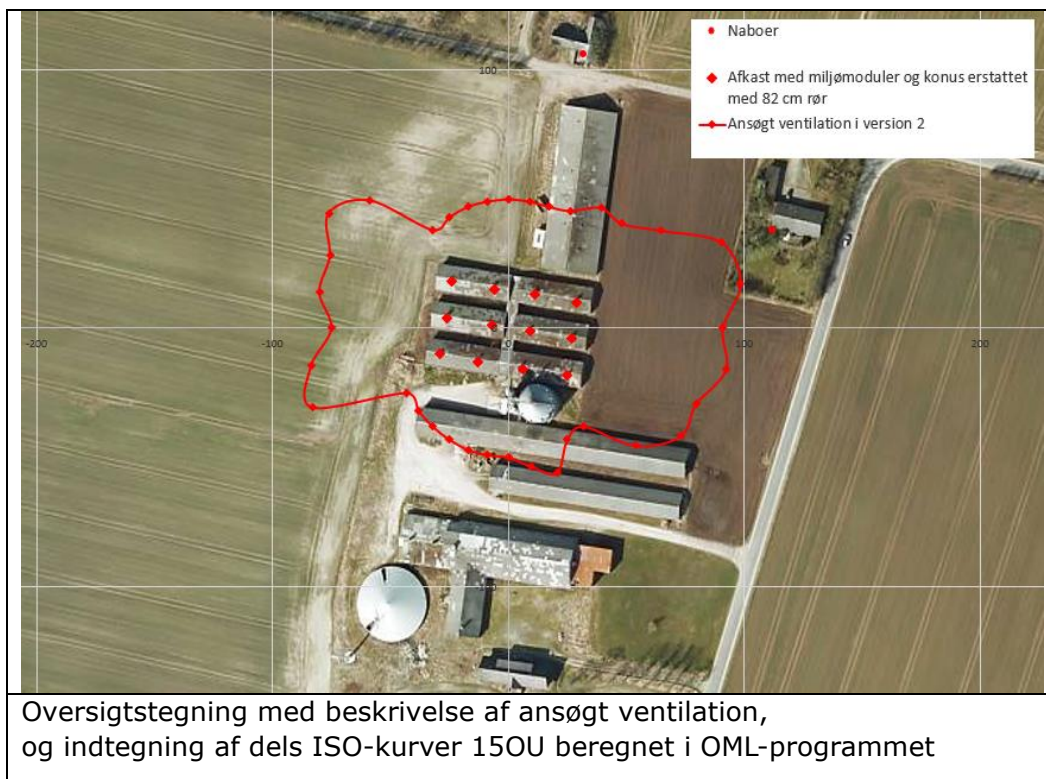 Naboer
Afkast med miljømoduler og konus erstattet
med 82 cm rør
Ansøgt ventilation i version 2
100
-200
-100
0
100
200
Oversigtstegning med beskrivelse af ansøgt ventilation,
og indtegning af dels ISO-kurver 15OU beregnet i OML-programmet